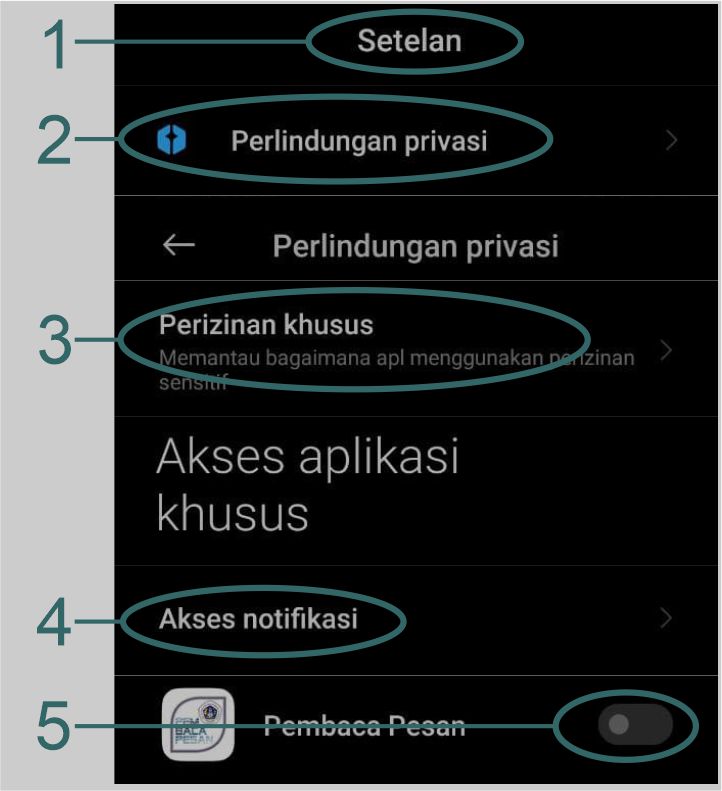 1
Setelan
2
Perlindungan privasi
Perlindungan privasi
3
Perizinan khusus
Memantau bagaimana apl menggunakan perizinan
sensitif
Akses aplikasi
khusus
4
Akses notifikasi
5
PEM
BACA
PESAN
Pembaca Pesan